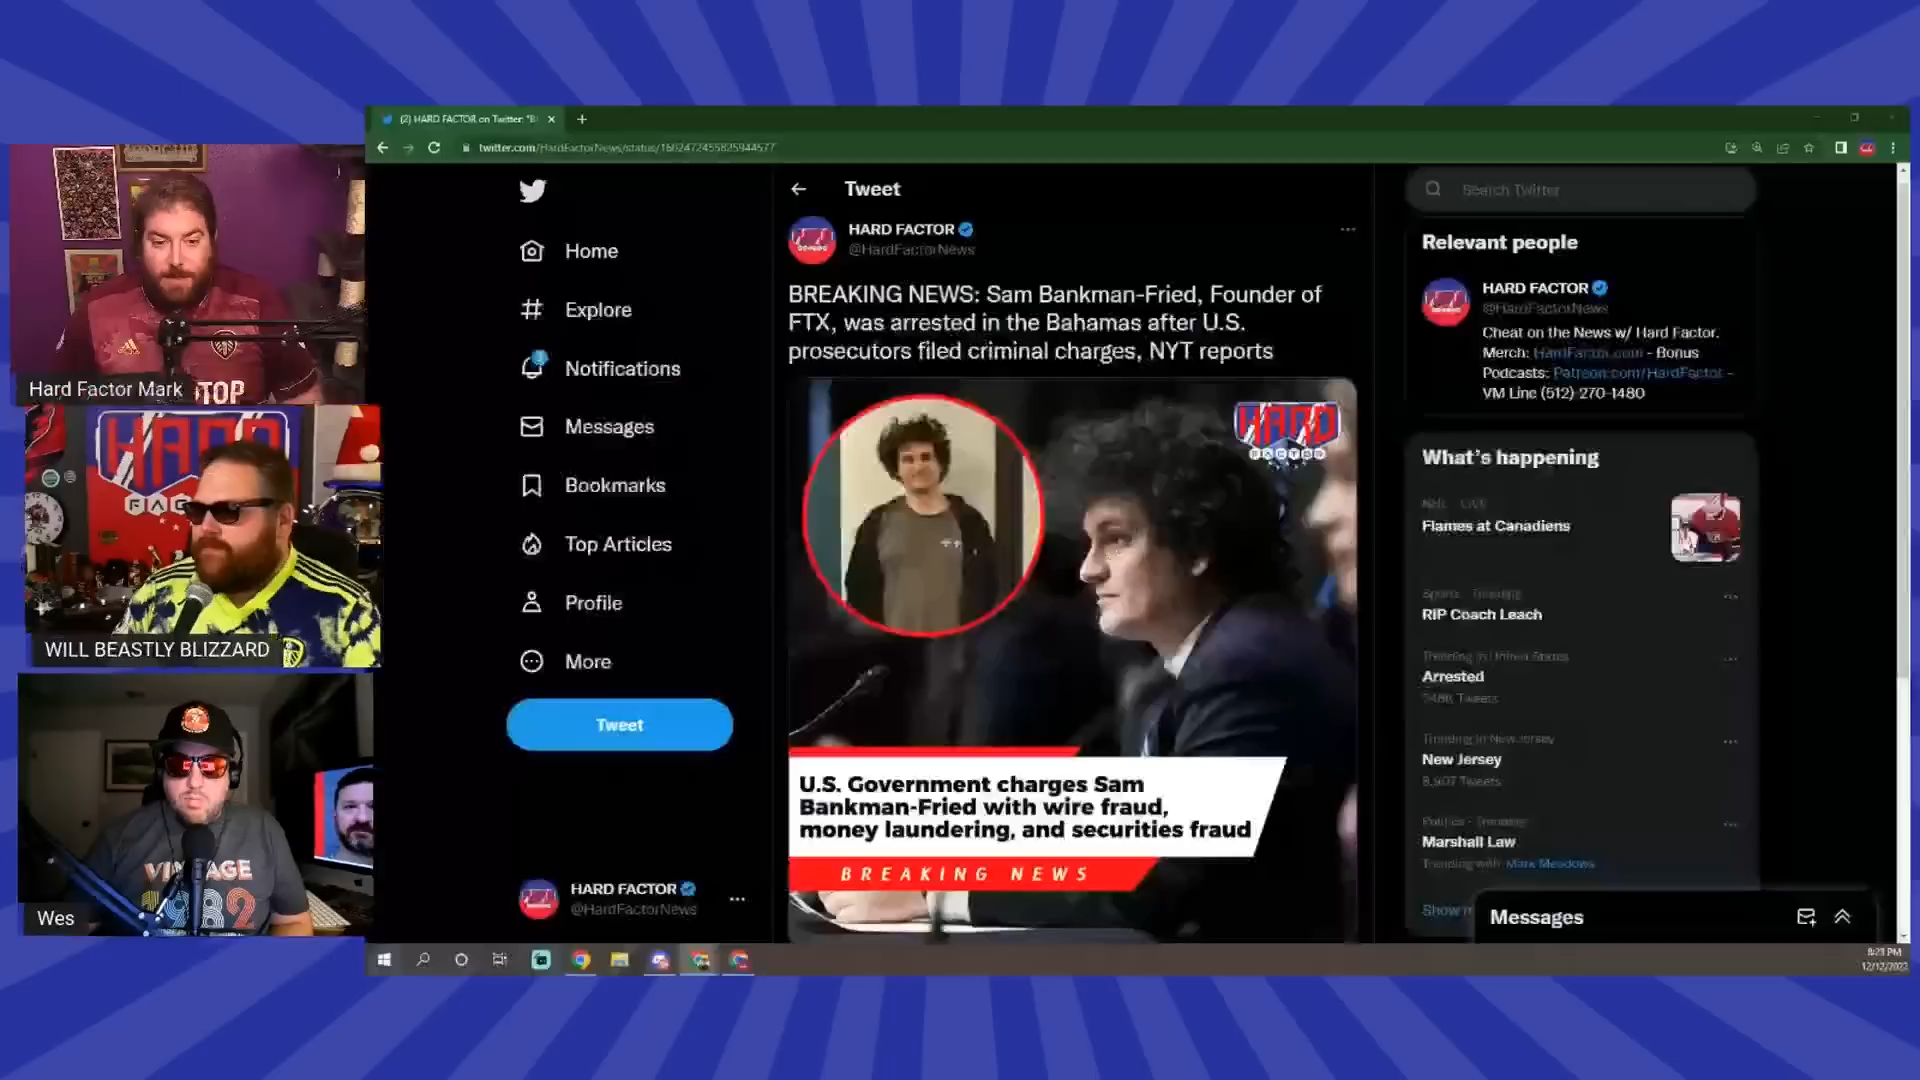 (2) HARD FACTOR on Twitter: "B
twitter.com/HardFactorNews/status/1602472455825944577
Home
Explore
Notifications
Messages
Bookmarks
Top Articles
Profile
More
Tweet
HARD FACTOR
@HardFactorNews
Tweet
HARD FACTOR
@HardFactorNews
BREAKING NEWS: Sam Bankman-Fried, Founder of
FTX, was arrested in the Bahamas after U.S.
prosecutors filed criminal charges, NYT reports
HARD
FACTOR
U.S. Government charges Sam
Bankman-Fried with wire fraud,
money laundering, and securities fraud
BREAKING NEWS
Search Twitter
Relevant people
HARD FACTOR
@HardFactorNews
Cheat on the News w/ Hard Factor.
Merch: HardFactor.com - Bonus
Podcasts: Patreon.com/HardFactor -
VM Line (512)-270-1480
What's happening
NHL · LIVE
Flames at Canadiens
Sports · Trending
RIP Coach Leach
Trending in United States
Arrested
Tweets
Trending in New Jersey
New Jersey
8,907 Tweets
Politics · Trending
Marshall Law
Trending with Mark Meadows
Show
Messages
8:23 PM
12/12/2022
Hard Factor Mark
TOP
HARD
FAC
WILL BEASTLY BLIZZARD
VINTAGE
1982
Wes